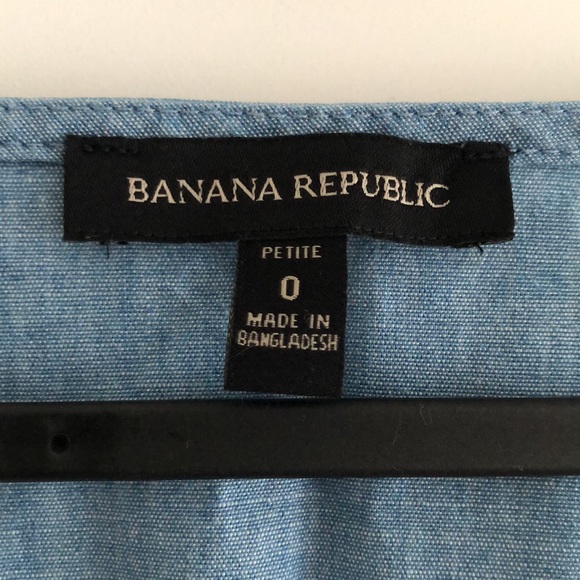 BANANA REPUBLIC
PETITE
0
MADE IN
BANGLADESH